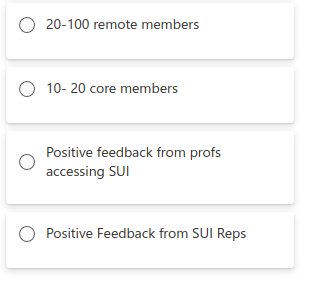 20-100 remote members
10- 20 core members
Positive feedback from profs
accessing SUI
Positive Feedback from SUI Reps